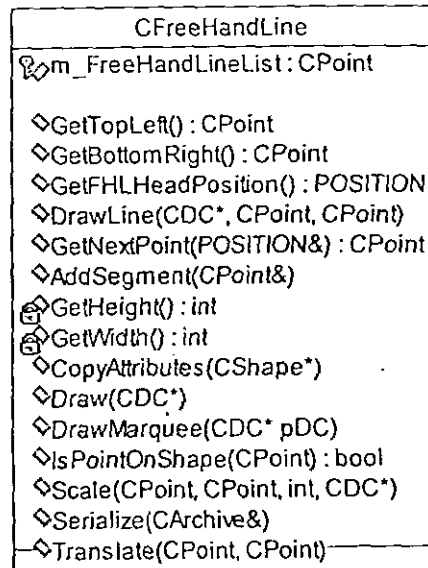 CFreeHandLine
m_FreeHandLineList : CPoint
GetTopLeft() : CPoint
GetBottomRight() : CPoint
GetFHLHeadPosition() : POSITION
DrawLine(CDC*, CPoint, CPoint)
GetNextPoint(POSITION&) : CPoint
AddSegment(CPoint&)
GetHeight() : int
GetWidth() : int
CopyAttributes(CShape*)
Draw(CDC*)
DrawMarquee(CDC* pDC)
IsPointOnShape(CPoint) : bool
Scale(CPoint, CPoint, int, CDC*)
Serialize(CArchive&)
Translate(CPoint, CPoint)